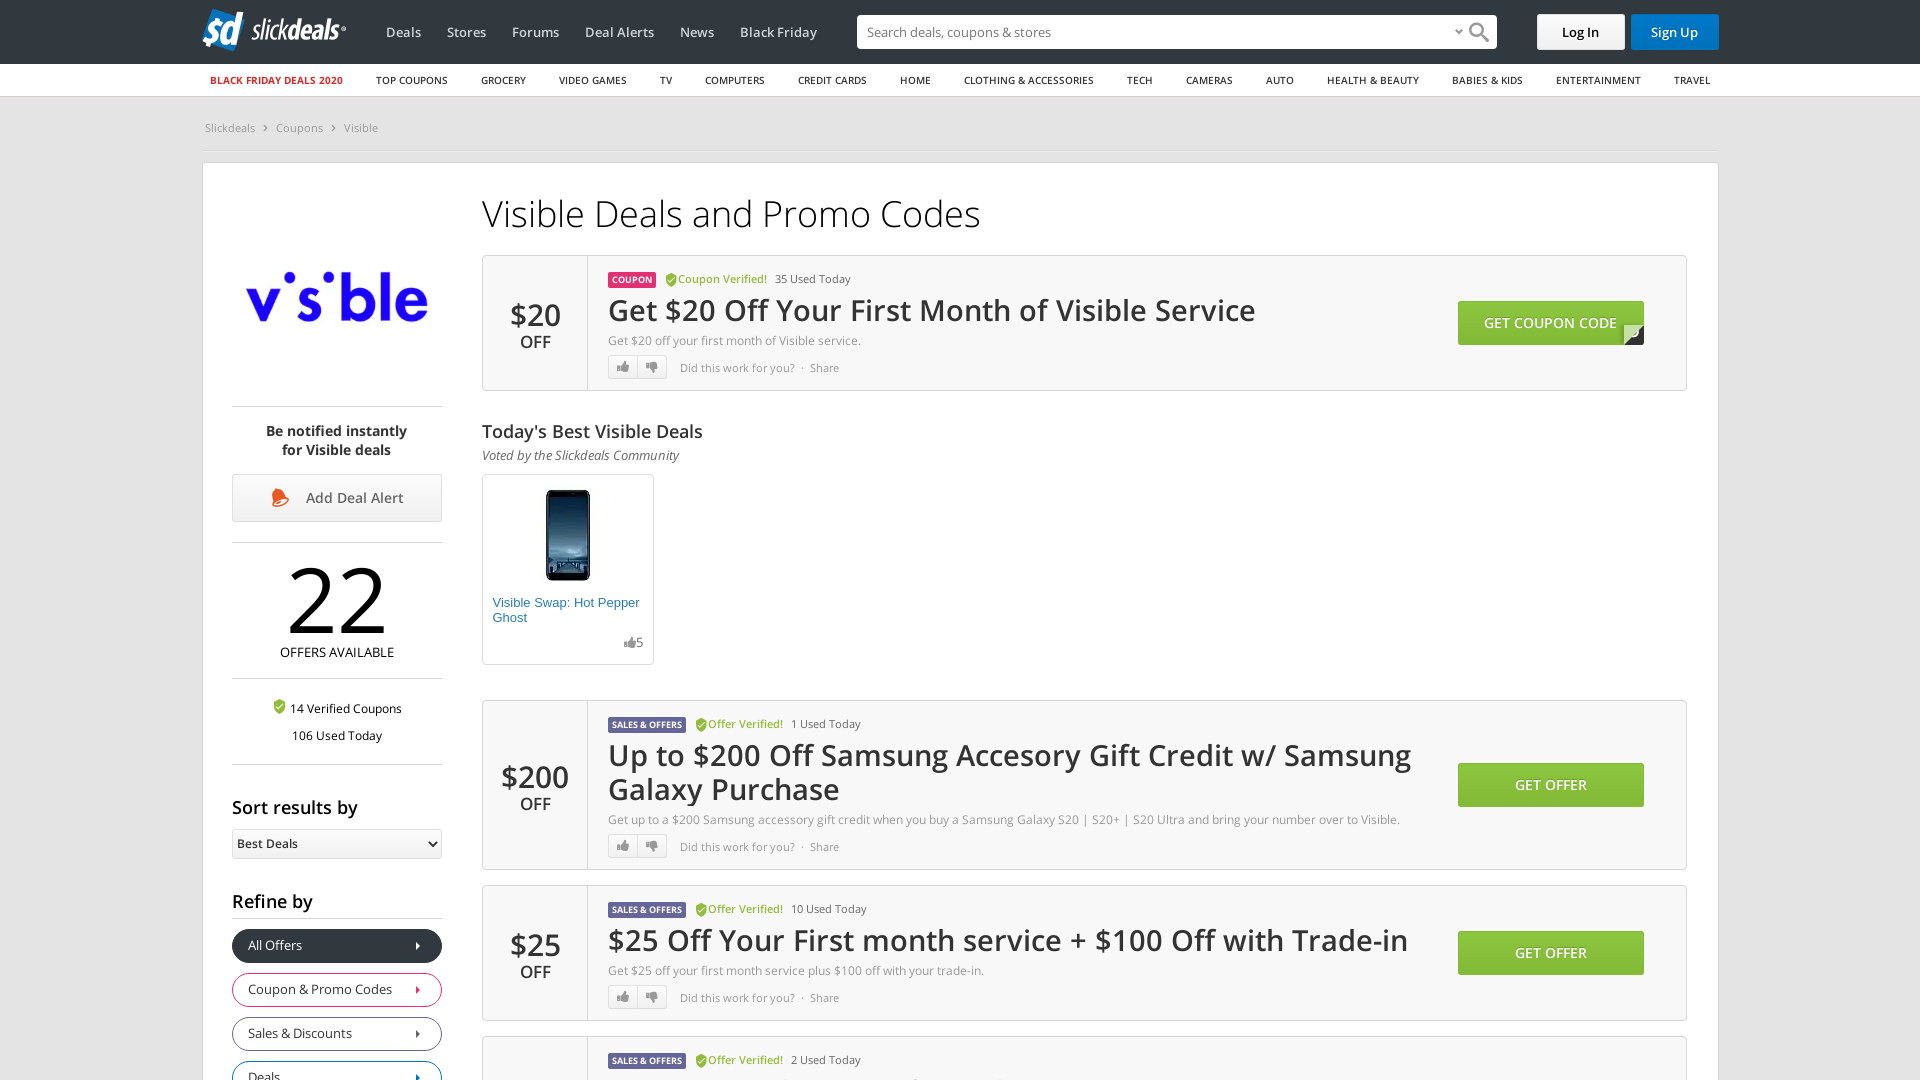 sd slickdeals
Deals
Stores
Forums
Deal Alerts
News
Black Friday
Search deals, coupons & stores
Log In
Sign Up
BLACK FRIDAY DEALS 2020
TOP COUPONS
GROCERY
VIDEO GAMES
TV
COMPUTERS
CREDIT CARDS
HOME
CLOTHING & ACCESSORIES
TECH
CAMERAS
AUTO
HEALTH & BEAUTY
BABIES & KIDS
ENTERTAINMENT
TRAVEL
Slickdeals > Coupons > Visible
visible
Be notified instantly
for Visible deals
Add Deal Alert
22
OFFERS AVAILABLE
14 Verified Coupons
106 Used Today
Sort results by
Best Deals
Refine by
All Offers
Coupon & Promo Codes
Sales & Discounts
Deals
Visible Deals and Promo Codes
$20
OFF
COUPON Coupon Verified! 35 Used Today
Get $20 Off Your First Month of Visible Service
Get $20 off your first month of Visible service.
Did this work for you? · Share
GET COUPON CODE
Today's Best Visible Deals
Voted by the Slickdeals Community
Visible Swap: Hot Pepper
Ghost
5
$200
OFF
SALES & OFFERS Offer Verified! 1 Used Today
Up to $200 Off Samsung Accesory Gift Credit w/ Samsung
Galaxy Purchase
Get up to a $200 Samsung accessory gift credit when you buy a Samsung Galaxy S20 | S20+ | S20 Ultra and bring your number over to Visible.
Did this work for you? · Share
GET OFFER
$25
OFF
SALES & OFFERS Offer Verified! 10 Used Today
$25 Off Your First month service + $100 Off with Trade-in
Get $25 off your first month service plus $100 off with your trade-in.
Did this work for you? · Share
GET OFFER
SALES & OFFERS Offer Verified! 2 Used Today